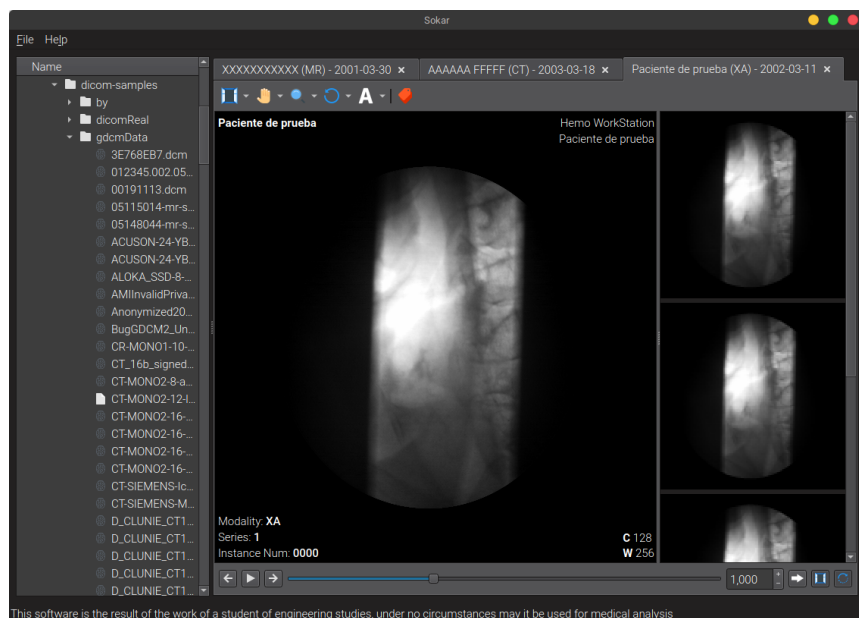 Sokar
File Help
Name
dicom-samples
by
dicomReal
gdcmData
3E768EB7.dcm
012345.002.05...
00191113.dcm
05115014-mr-s...
05148044-mr-s...
ACUSON-24-YB...
ACUSON-24-YB...
ALOKA_SSD-8-...
AMIInvalidPriva...
Anonymized20...
BugGDCM2_Un...
CR-MONO1-10-...
CT_16b_signed...
CT-MONO2-8-a...
CT-MONO2-12-l...
CT-MONO2-16-...
CT-MONO2-16-...
CT-MONO2-16-...
CT-MONO2-16-...
CT-SIEMENS-Ic...
CT-SIEMENS-M...
D_CLUNIE_CT1...
D_CLUNIE_CT1...
D_CLUNIE_CT1...
D_CLUNIE_CT1...
D_CLUNIE_CT1...
XXXXXXXXXXX (MR) - 2001-03-30
AAAAAA FFFFF (CT) - 2003-03-18
Paciente de prueba (XA) - 2002-03-11
A
Paciente de prueba
Hemo WorkStation
Paciente de prueba
Modality: XA
Series: 1
Instance Num: 0000
C 128
W 256
1,000
This software is the result of the work of a student of engineering studies, under no circumstances may it be used for medical analysis